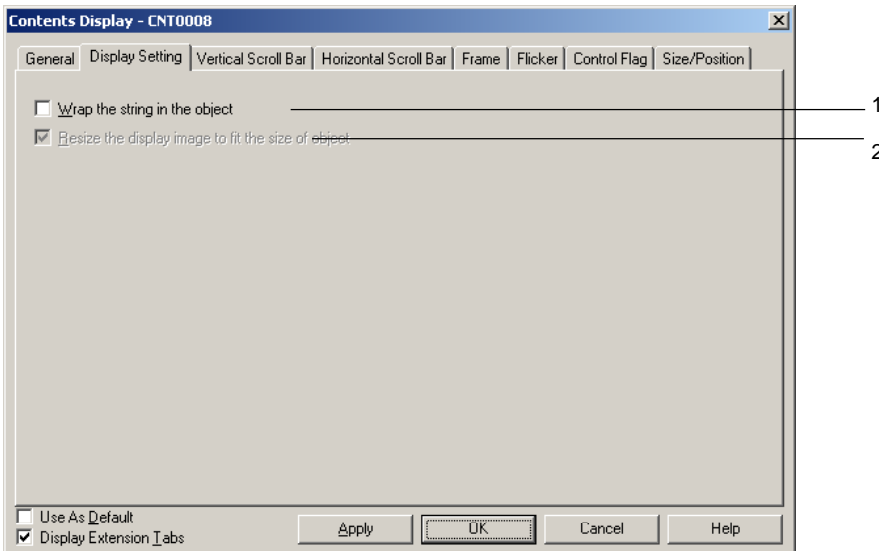 Contents Display - CNT0008
General Display Setting Vertical Scroll Bar Horizontal Scroll Bar Frame Flicker Control Flag Size/Position
Wrap the string in the object
1
Resize the display image to fit the size of object
2
Use As Default
Display Extension Tabs
Apply OK Cancel Help